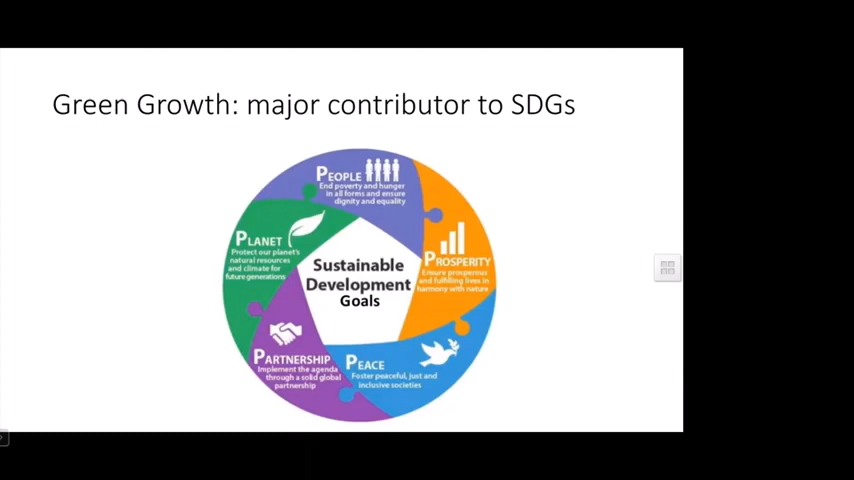 Green Growth: major contributor to SDGs
PEOPLE
End poverty and hunger
in all forms and ensure
dignity and equality
PLANET
Protect our planet's
natural resources
and climate for
future generations
Sustainable
Development
Goals
PROSPERITY
Ensure prosperous
and fulfilling lives in
harmony with nature
PARTNERSHIP
Implement the agenda
through a solid global
partnership
PEACE
Foster peaceful, just and
inclusive societies